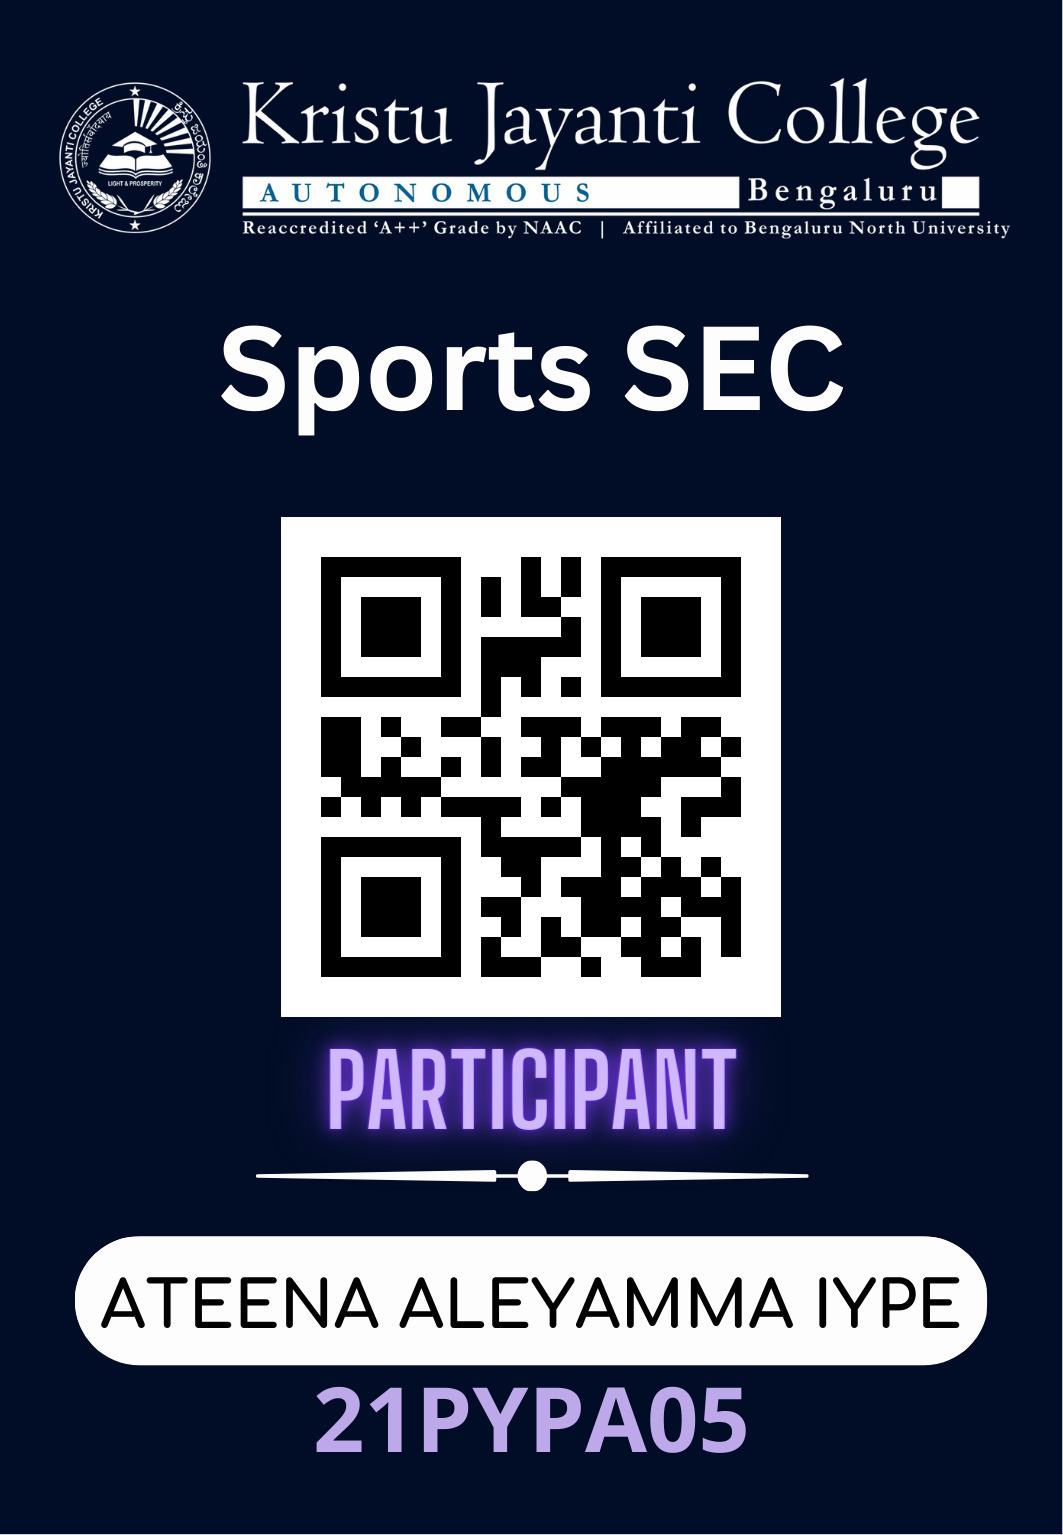 Kristu Jayanti College
AUTONOMOUS Bengaluru
Reaccredited ‘A++’ Grade by NAAC | Affiliated to Bengaluru North University
KRISTU JAYANTI COLLEGE
LIGHT & PROSPERITY
Sports SEC
PARTICIPANT
ATEENA ALEYAMMA IYPE
21PYPA05